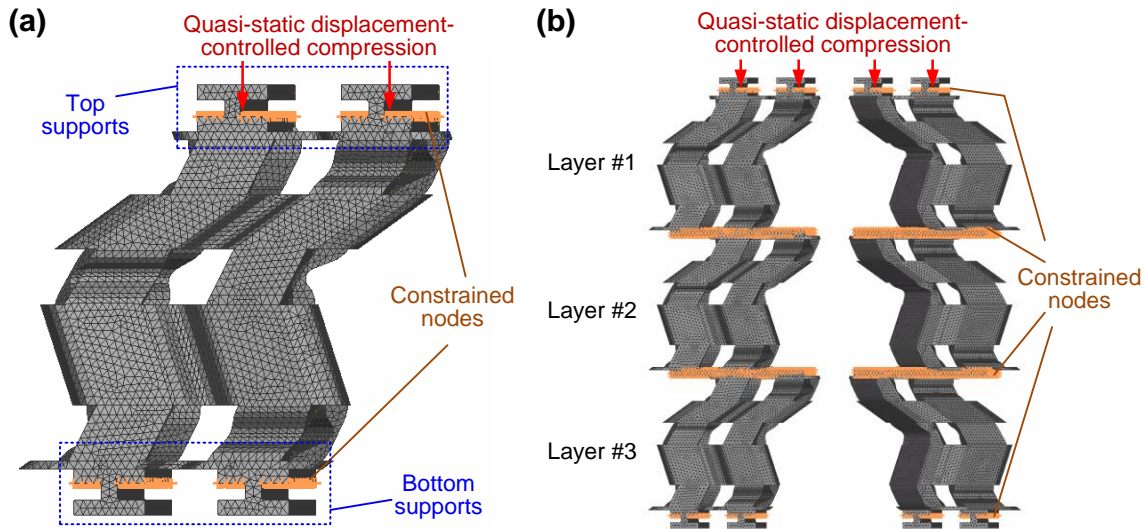 (a)
Quasi-static displacement-
controlled compression
Top
supports
Constrained
nodes
Bottom
supports
(b)
Quasi-static displacement-
controlled compression
Layer #1
Layer #2
Constrained
nodes
Layer #3